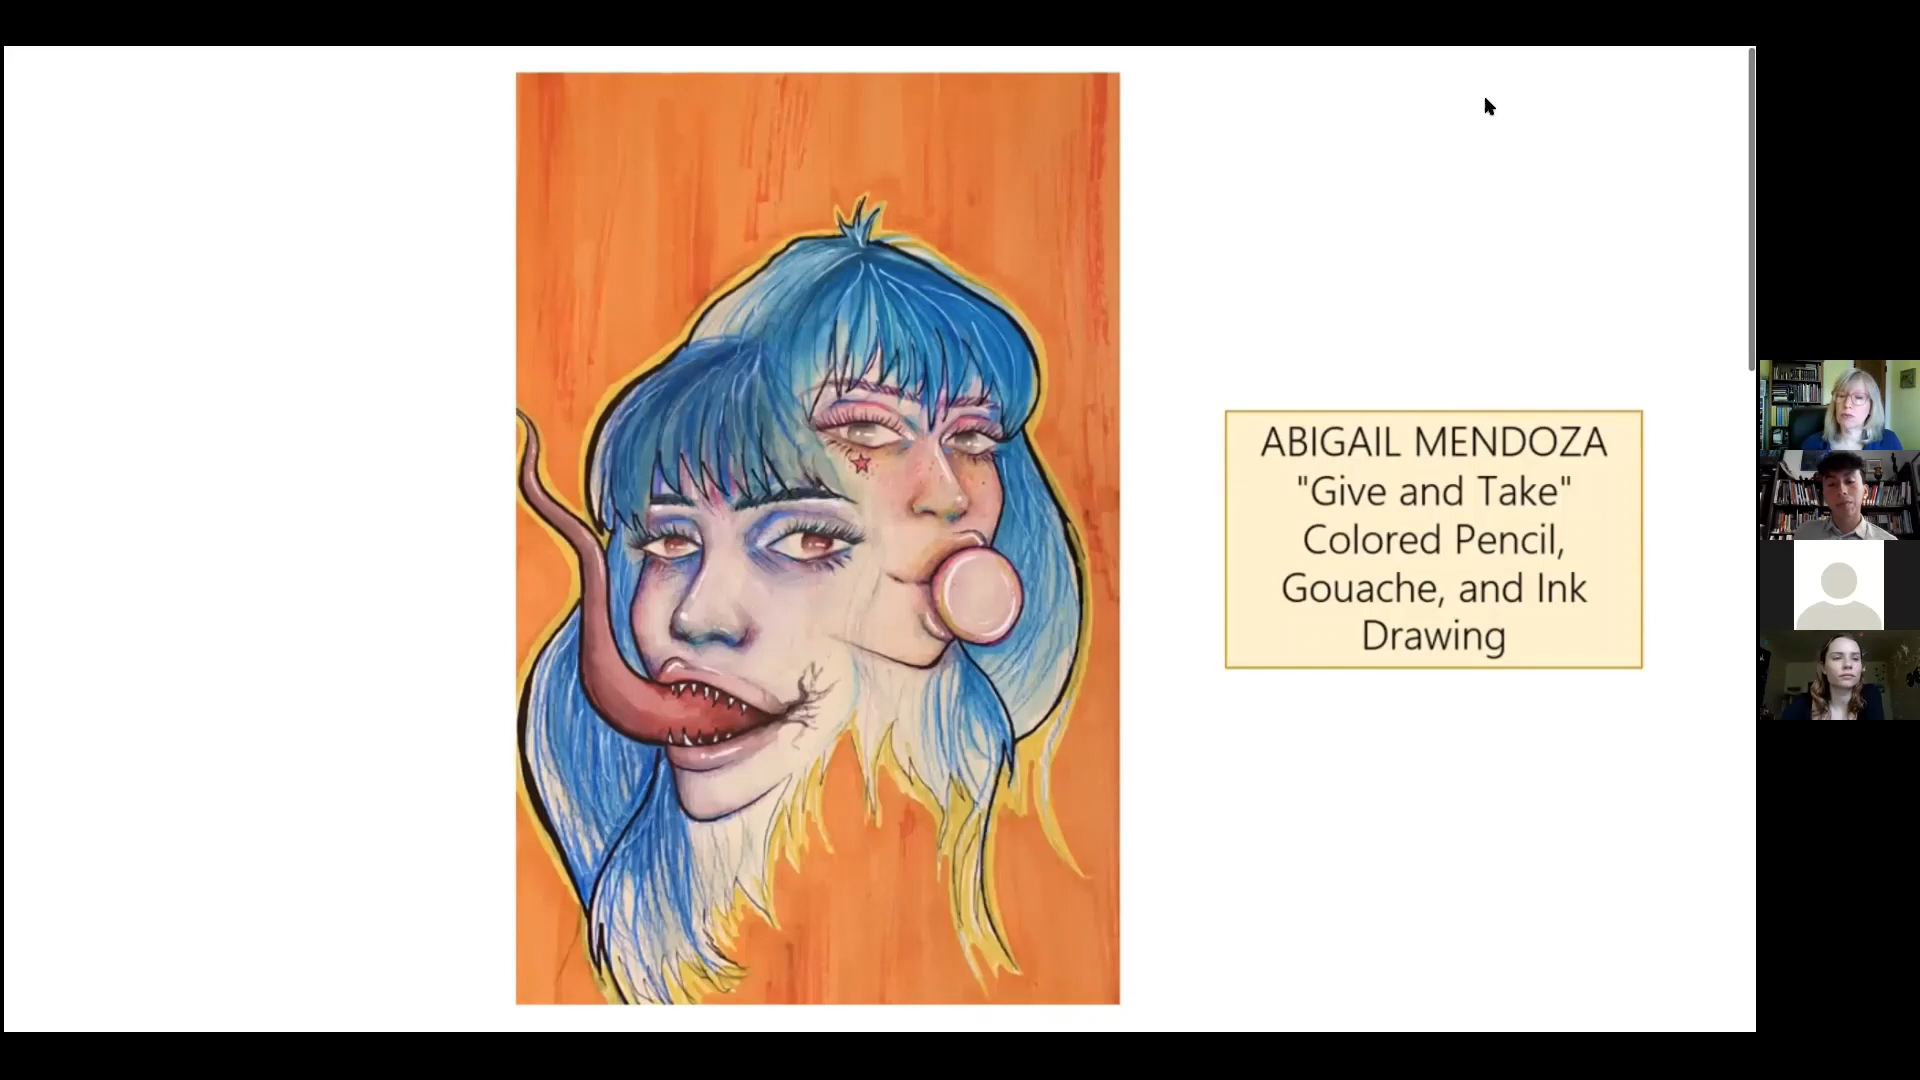 ABIGAIL MENDOZA
"Give and Take"
Colored Pencil,
Gouache, and Ink
Drawing